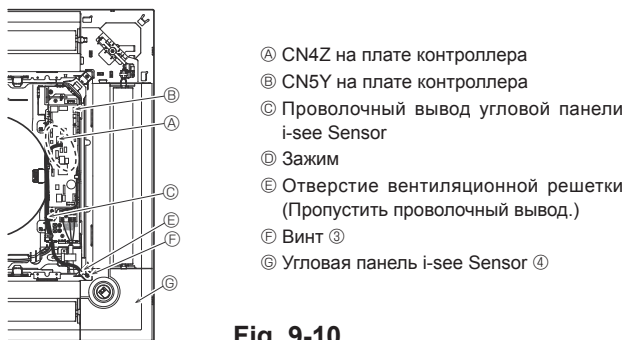 Ⓑ
Ⓐ
Ⓒ
Ⓔ
Ⓕ
Ⓖ
Ⓐ CN4Z на плате контроллера
Ⓑ CN5Y на плате контроллера
Ⓒ Проволочный вывод угловой панели
i-see Sensor
Ⓓ Зажим
Ⓔ Отверстие вентиляционной решетки
(Пропустить проволочный вывод.)
Ⓕ Винт ③
Ⓖ Угловая панель i-see Sensor ④
Fig. 9-10